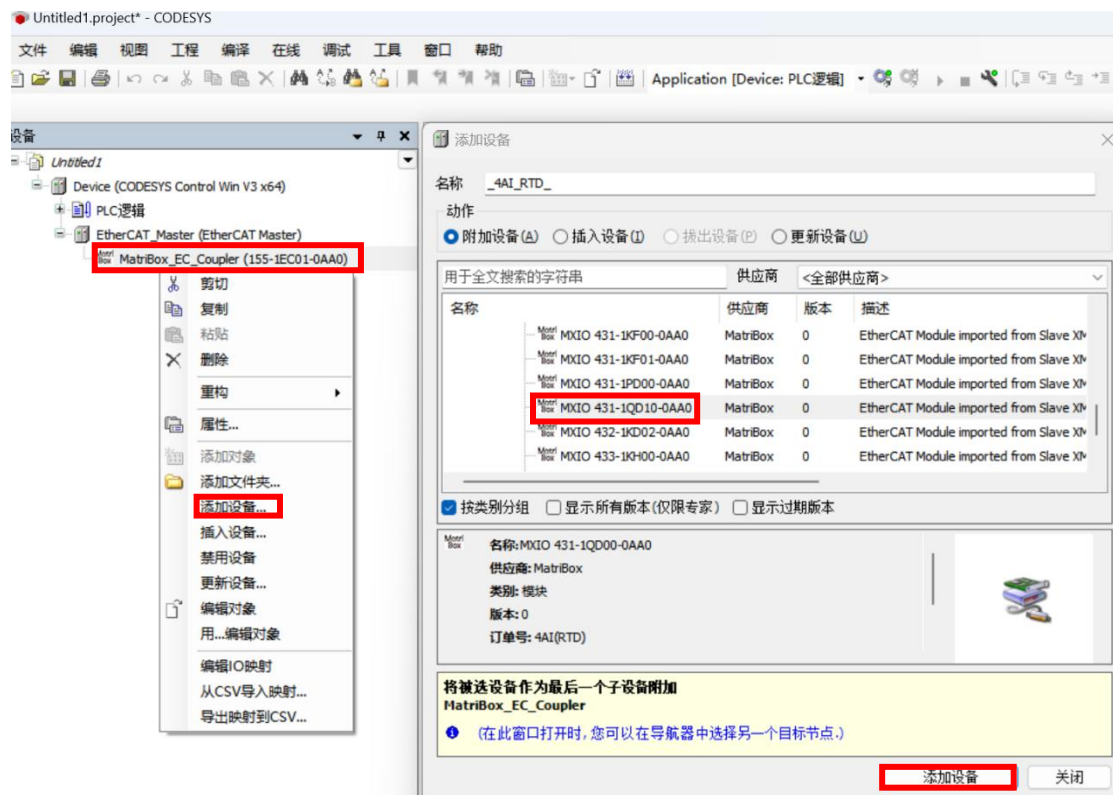 Untitled1.project* - CODESYS
文件 编辑 视图 工程 编译 在线 调试 工具 窗口 帮助
Application [Device: PLC逻辑]
设备
Untitled1
Device (CODESYS Control Win V3 x64)
PLC逻辑
EtherCAT_Master (EtherCAT Master)
MatriBox_EC_Coupler (155-1EC01-0AA0)
剪切
复制
粘贴
删除
重构
属性...
添加对象
添加文件夹...
添加设备...
插入设备...
禁用设备
更新设备...
编辑对象
用...编辑对象
编辑IO映射
从CSV导入映射...
导出映射到CSV...
添加设备
名称 _4AI_RTD_
动作
附加设备(A) 插入设备(I) 拔出设备(P) 更新设备(U)
用于全文搜索的字符串 供应商 <全部供应商>
名称 供应商 版本 描述
MXIO 431-1KF00-0AA0 MatriBox 0 EtherCAT Module imported from Slave XM
MXIO 431-1KF01-0AA0 MatriBox 0 EtherCAT Module imported from Slave XM
MXIO 431-1PD00-0AA0 MatriBox 0 EtherCAT Module imported from Slave XM
MXIO 431-1QD10-0AA0 MatriBox 0 EtherCAT Module imported from Slave XM
MXIO 432-1KD02-0AA0 MatriBox 0 EtherCAT Module imported from Slave XM
MXIO 433-1KH00-0AA0 MatriBox 0 EtherCAT Module imported from Slave XM
按类别分组 显示所有版本(仅限专家) 显示过期版本
Matri Box
名称:MXIO 431-1QD00-0AA0
供应商: MatriBox
类别: 模块
版本: 0
订单号: 4AI(RTD)
将被选设备作为最后一个子设备附加
MatriBox_EC_Coupler
(在此窗口打开时,您可以在导航器中选择另一个目标节点.)
添加设备 关闭